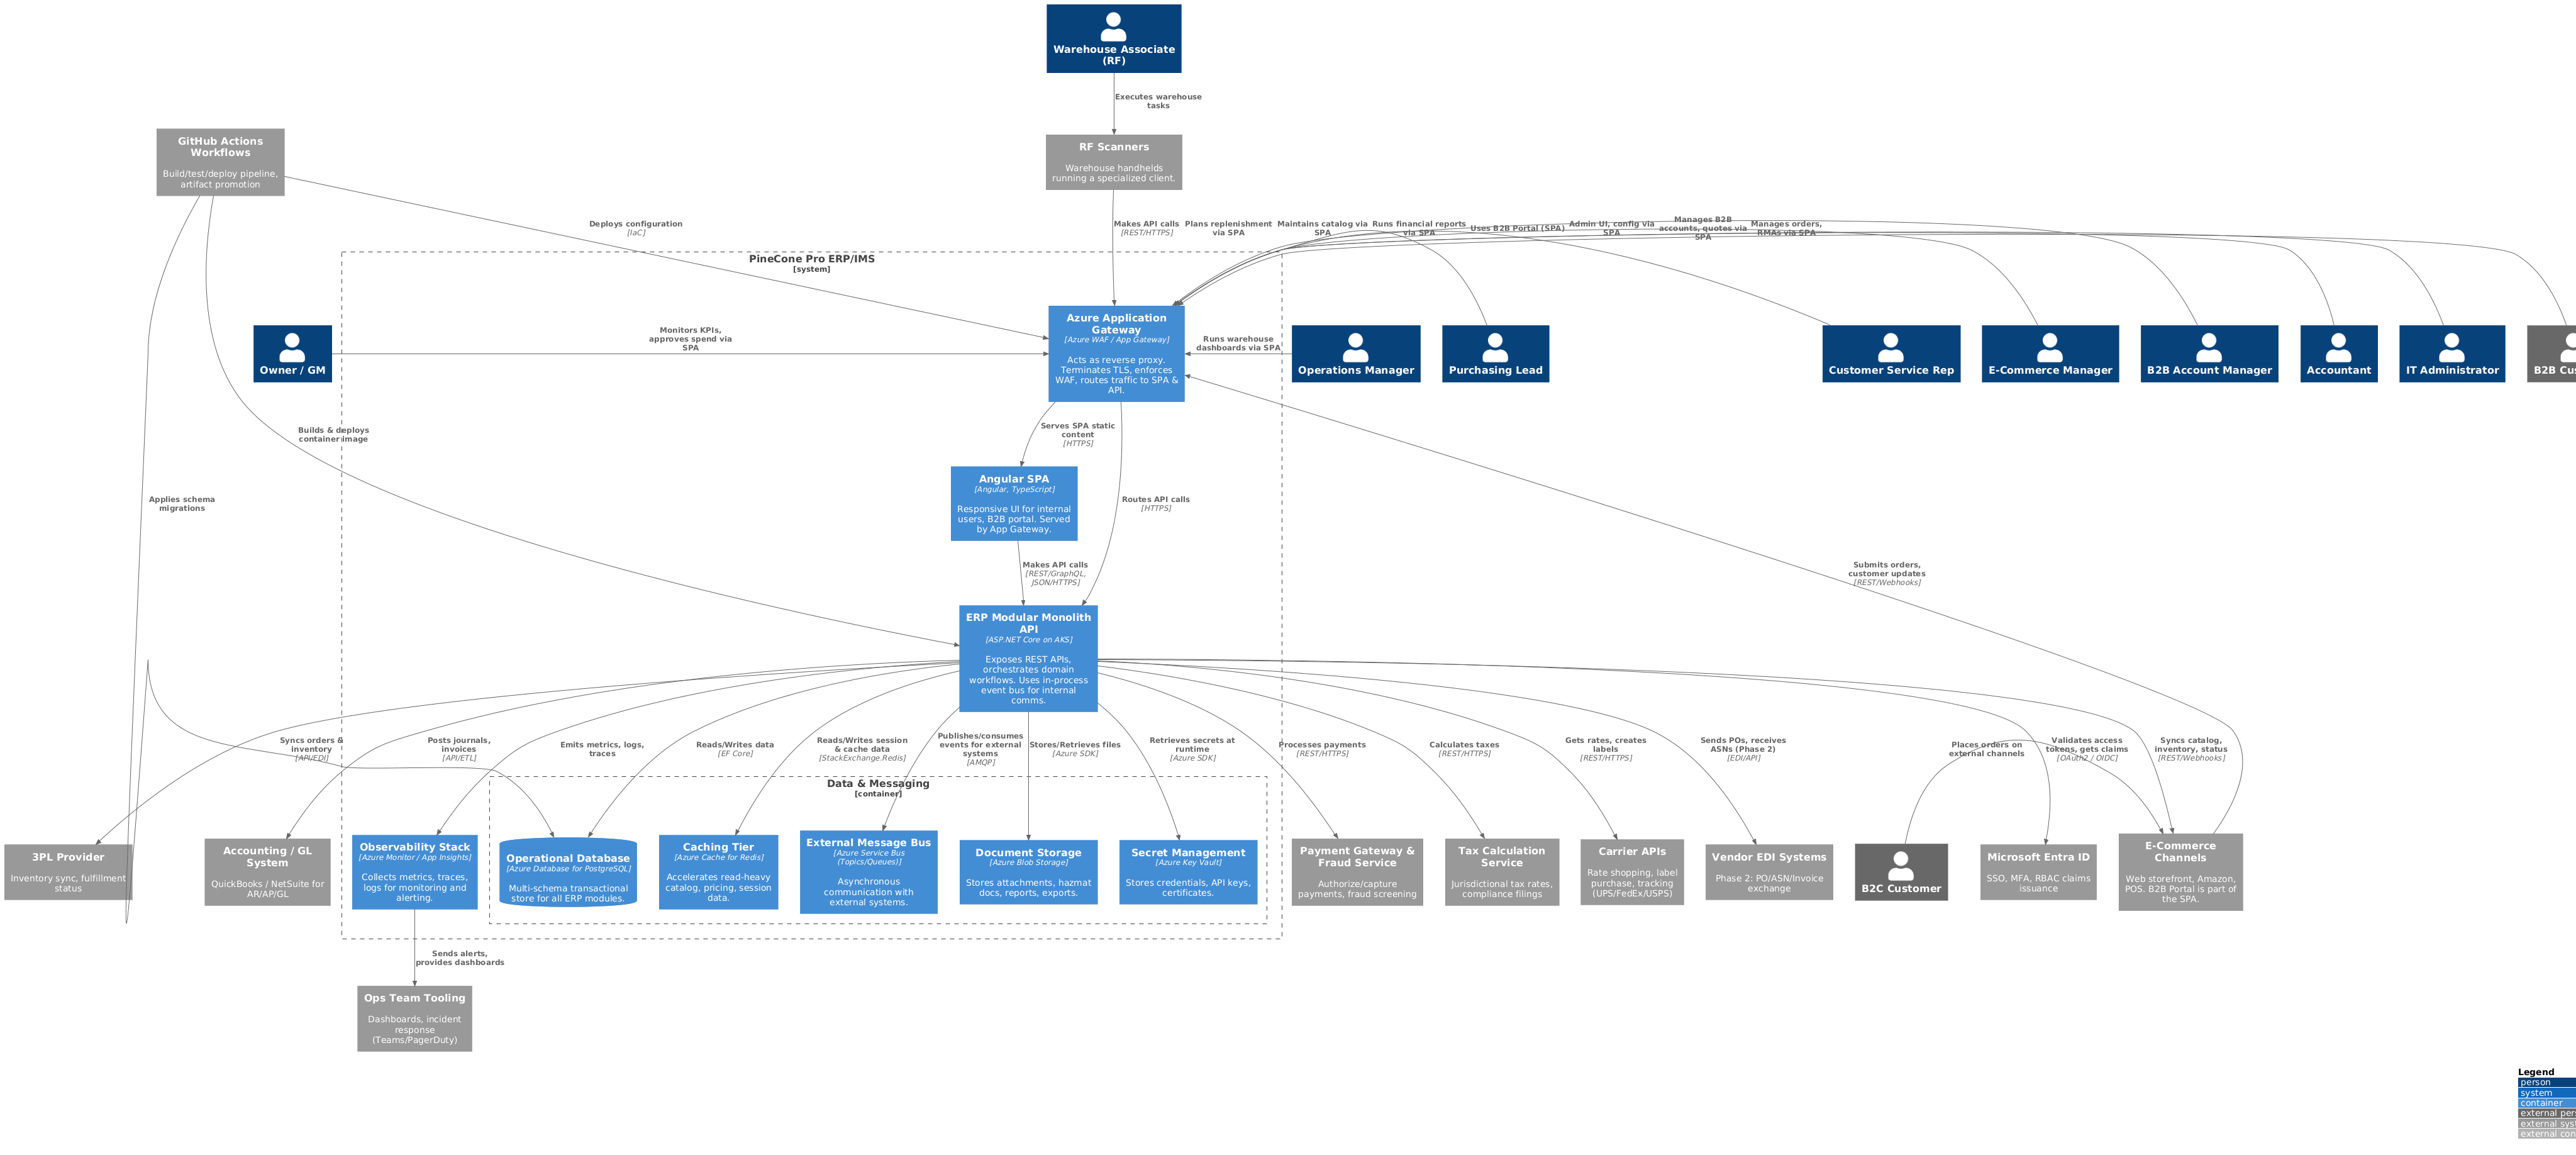 Warehouse Associate
(RF)
Executes warehouse
tasks
GitHub Actions
Workflows
Build/test/deploy pipeline,
artifact promotion
RF Scanners
Warehouse handhelds
running a specialized client.
Deploys configuration
[IaC]
Makes API calls
[REST/HTTPS]
Plans replenishment
via SPA
Maintains catalog via
SPA
Runs financial reports
via SPA
Uses B2B Portal (SPA)
Admin UI, config via
SPA
Manages B2B
accounts, quotes via
SPA
Manages orders,
RMAs via SPA
PineCone Pro ERP/IMS
[system]
Owner / GM
Monitors KPIs,
approves spend via
SPA
Azure Application
Gateway
[Azure WAF / App Gateway]
Acts as reverse proxy.
Terminates TLS, enforces
WAF, routes traffic to SPA &
API.
Runs warehouse
dashboards via SPA
Operations Manager
Purchasing Lead
Customer Service Rep
E-Commerce Manager
B2B Account Manager
Accountant
IT Administrator
B2B
Builds & deploys
container image
Serves SPA static
content
[HTTPS]
Angular SPA
[Angular, TypeScript]
Responsive UI for internal
users, B2B portal. Served
by App Gateway.
Routes API calls
[HTTPS]
Applies schema
migrations
Makes API calls
[REST/GraphQL,
JSON/HTTPS]
Submits orders,
customer updates
[REST/Webhooks]
ERP Modular Monolith
API
[ASP.NET Core on AKS]
Exposes REST APIs,
orchestrates domain
workflows. Uses in-process
event bus for internal
comms.
Syncs orders &
inventory
[API/EDI]
Posts journals,
invoices
[API/ETL]
Emits metrics, logs,
traces
Reads/Writes data
[EF Core]
Reads/Writes session
& cache data
[StackExchange.Redis]
Publishes/consumes
events for external
systems
[AMQP]
Stores/Retrieves files
[Azure SDK]
Retrieves secrets at
runtime
[Azure SDK]
Processes payments
[REST/HTTPS]
Calculates taxes
[REST/HTTPS]
Gets rates, creates
labels
[REST/HTTPS]
Sends POs, receives
ASNs (Phase 2)
[EDI/API]
Places orders on
external channels
Validates access
tokens, gets claims
[OAuth2 / OIDC]
Syncs catalog,
inventory, status
[REST/Webhooks]
Data & Messaging
[container]
3PL Provider
Inventory sync, fulfillment
status
Accounting / GL
System
QuickBooks / NetSuite for
AR/AP/GL
Observability Stack
[Azure Monitor / App Insights]
Collects metrics, traces,
logs for monitoring and
alerting.
Operational Database
[Azure Database for PostgreSQL]
Multi-schema transactional
store for all ERP modules.
Caching Tier
[Azure Cache for Redis]
Accelerates read-heavy
catalog, pricing, session
data.
External Message Bus
[Azure Service Bus
(Topics/Queues)]
Asynchronous
communication with
external systems.
Document Storage
[Azure Blob Storage]
Stores attachments, hazmat
docs, reports, exports.
Secret Management
[Azure Key Vault]
Stores credentials, API keys,
certificates.
Payment Gateway &
Fraud Service
Authorize/capture
payments, fraud screening
Tax Calculation
Service
Jurisdictional tax rates,
compliance filings
Carrier APIs
Rate shopping, label
purchase, tracking
(UPS/FedEx/USPS)
Vendor EDI Systems
Phase 2: PO/ASN/Invoice
exchange
B2C Customer
Microsoft Entra ID
SSO, MFA, RBAC claims
issuance
E-Commerce
Channels
Web storefront, Amazon,
POS. B2B Portal is part of
the SPA.
Sends alerts,
provides dashboards
Ops Team Tooling
Dashboards, incident
response
(Teams/PagerDuty)
Legend
person
system
container
external
external
external